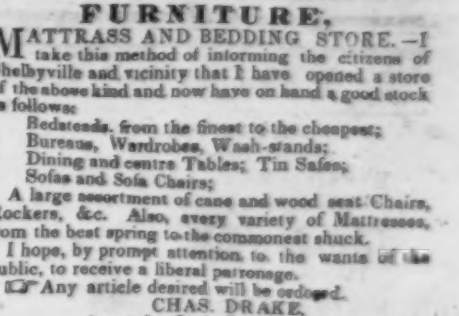 FURNITURE,
MATTRASS AND BEDDING STORE.—I
take this method of informing the citizens of
Shelbyville and vicinity that I have opened a store
of the above kind and now have on hand a good stock
as follows:
Bedsteads, from the finest to the cheapest;
Bureaus, Wardrobes, Wash-stands;
Dining and centre Tables; Tin Safes;
Sofas and Sofa Chairs;
A large assortment of cane and wood seat Chairs,
Rockers, &c. Also, every variety of Mattresses,
from the best spring to the commonest shuck.
I hope, by prompt attention to the wants of the
public, to receive a liberal patronage.
☞ Any article desired will be ordered.
CHAS. DRAKE.